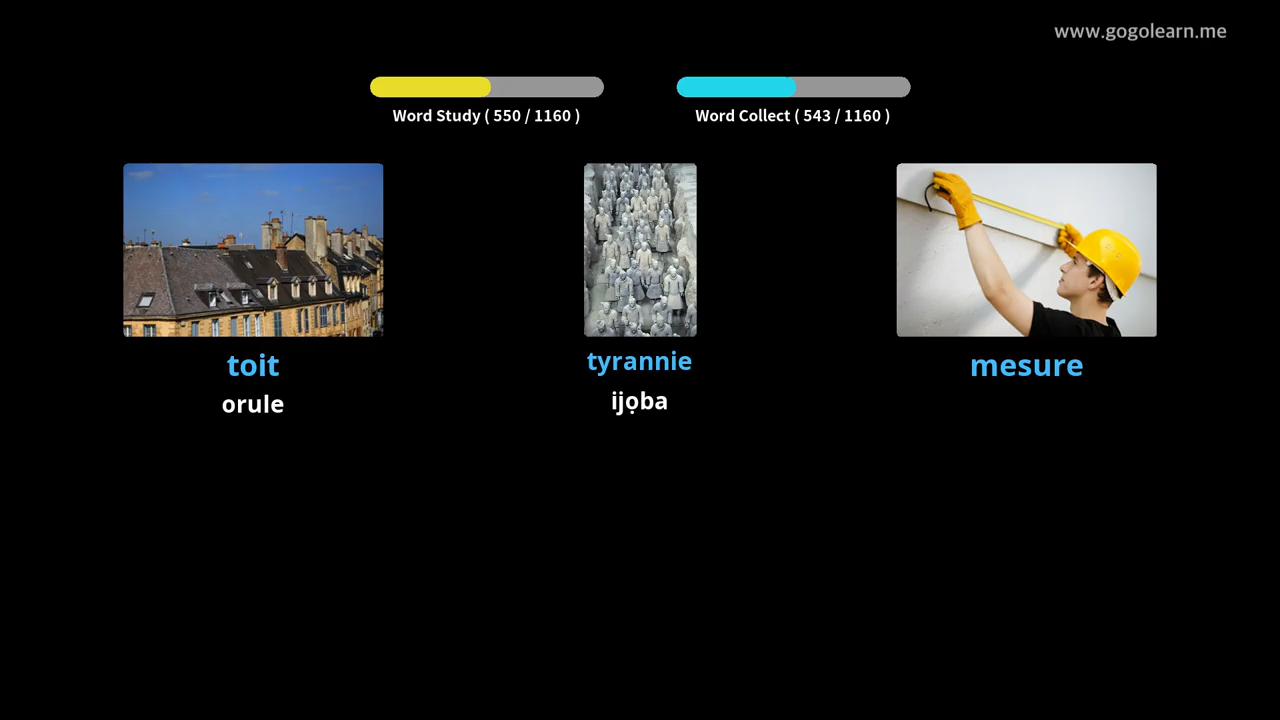 www.gogolearn.me
Word Study ( 550 / 1160 )
Word Collect ( 543 / 1160 )
toit
orule
tyrannie
ijọba
mesure